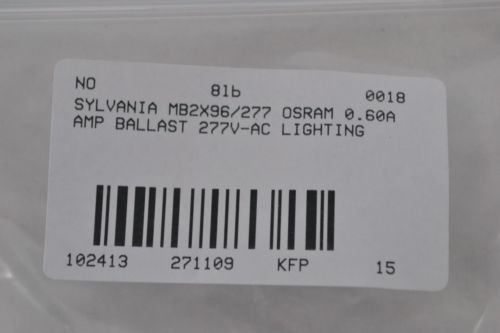 NO 81b 0018
SYLVANIA MB2X96/277 OSRAM 0.60A
AMP BALLAST 277V-AC LIGHTING
102413 271109 KFP 15